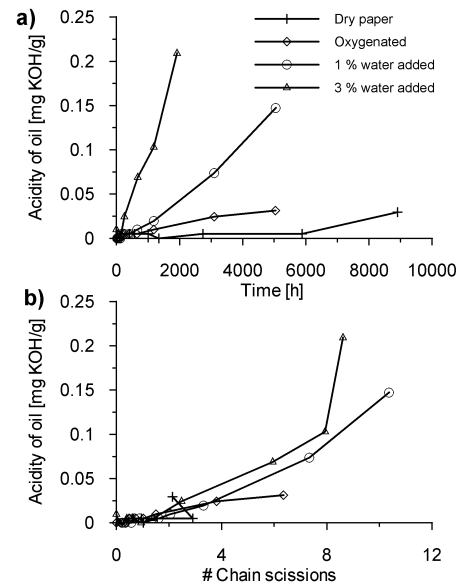 a)
Dry paper
Oxygenated
1 % water added
3 % water added
Acidity of oil [mg KOH/g]
0.25
0.2
0.15
0.1
0.05
0
0 2000 4000 6000 8000 10000
Time [h]
b)
Acidity of oil [mg KOH/g]
0.25
0.2
0.15
0.1
0.05
0
0 4 8 12
# Chain scissions